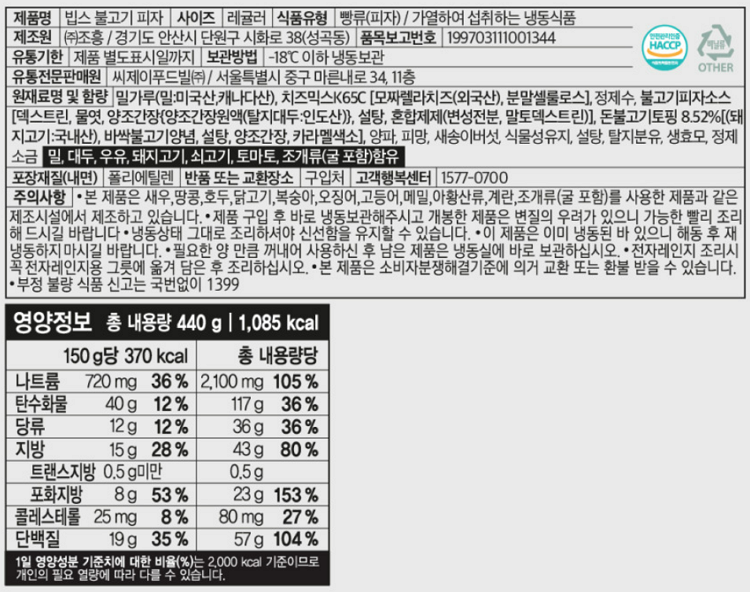 제품명 빕스 불고기 피자 사이즈 레귤러 식품유형 빵류(피자) / 가열하여 섭취하는 냉동식품
제조원 ㈜조흥 / 경기도 안산시 단원구 시화로 38(성곡동) 품목보고번호 199703111001344
유통기한 제품 별도표시일까지 보관방법 -18℃ 이하 냉동보관
유통전문판매원 씨제이푸드빌㈜ / 서울특별시 중구 마른내로 34, 11층
안전관리인증
HACCP
식품의약품안전처
비닐류
OTHER
원재료명 및 함량 밀가루(밀:미국산,캐나다산), 치즈믹스K65C [모짜렐라치즈(외국산), 분말셀룰로스], 정제수, 불고기피자소스
[덱스트린, 물엿, 양조간장{양조간장원액(탈지대두:인도산)}, 설탕, 혼합제제(변성전분, 말토덱스트린)], 돈불고기토핑 8.52%[(돼
지고기:국내산), 바싹불고기양념, 설탕, 양조간장, 카라멜색소], 양파, 피망, 새송이버섯, 식물성유지, 설탕, 탈지분유, 생효모, 정제
소금 밀, 대두, 우유, 돼지고기, 쇠고기, 토마토, 조개류(굴 포함)함유
포장재질(내면) 폴리에틸렌 반품 또는 교환장소 구입처 고객행복센터 1577-0700
주의사항 •본 제품은 새우,땅콩,호두,닭고기,복숭아,오징어,고등어,메밀,아황산류,계란,조개류(굴 포함)를 사용한 제품과 같은
제조시설에서 제조하고 있습니다. •제품 구입 후 바로 냉동보관해주시고 개봉한 제품은 변질의 우려가 있으니 가능한 빨리 조리
해 드시길 바랍니다 •냉동상태 그대로 조리하셔야 신선함을 유지할 수 있습니다. •이 제품은 이미 냉동된 바 있으니 해동 후 재
냉동하지 마시길 바랍니다. •필요한 양 만큼 꺼내어 사용하신 후 남은 제품은 냉동실에 바로 보관하십시오. •전자레인지 조리시
꼭 전자레인지용 그릇에 옮겨 담은 후 조리하십시오. •본 제품은 소비자분쟁해결기준에 의거 교환 또는 환불 받을 수 있습니다.
•부정 불량 식품 신고는 국번없이 1399
영양정보 총 내용량 440 g | 1,085 kcal
150 g당 370 kcal 총 내용량당
나트륨 720 mg 36 % 2,100 mg 105 %
탄수화물 40 g 12 % 117 g 36 %
당류 12 g 12 % 36 g 36 %
지방 15 g 28 % 43 g 80 %
트랜스지방 0.5 g미만 0.5 g
포화지방 8 g 53 % 23 g 153 %
콜레스테롤 25 mg 8 % 80 mg 27 %
단백질 19 g 35 % 57 g 104 %
1일 영양성분 기준치에 대한 비율(%)는 2,000 kcal 기준이므로
개인의 필요 열량에 따라 다를 수 있습니다.